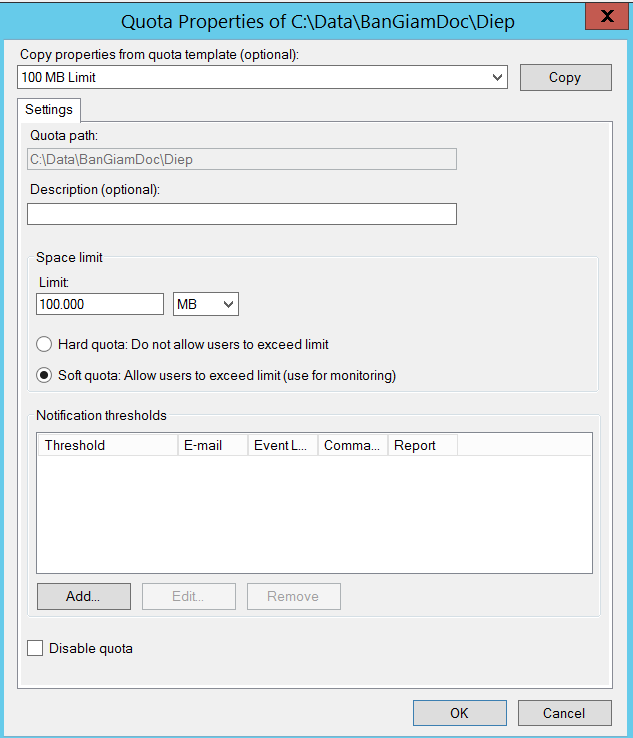 Quota Properties of C:\Data\BanGiamDoc\Diep
X
Copy properties from quota template (optional):
100 MB Limit
Copy
Settings
Quota path:
C:\Data\BanGiamDoc\Diep
Description (optional):
Space limit
Limit:
100.000 MB
Hard quota: Do not allow users to exceed limit
Soft quota: Allow users to exceed limit (use for monitoring)
Notification thresholds
Threshold E-mail Event L... Comma... Report
Add... Edit... Remove
Disable quota
OK Cancel